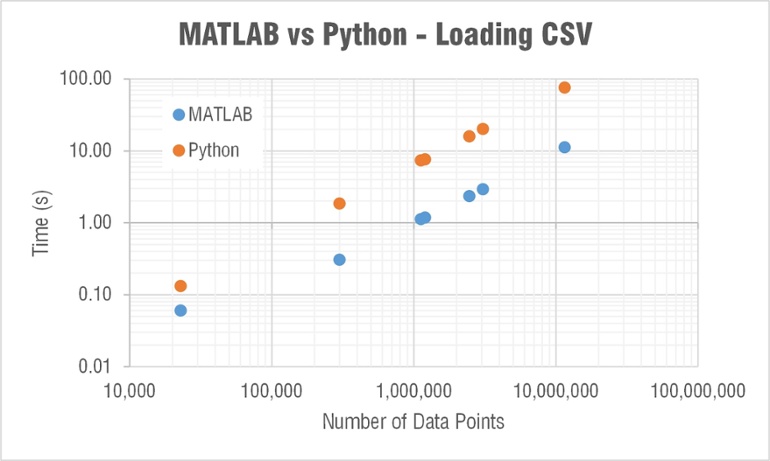 MATLAB vs Python - Loading CSV
100.00
MATLAB
Python
10.00
1.00
0.10
0.01
Time (s)
10,000 100,000 1,000,000 10,000,000 100,000,000
Number of Data Points